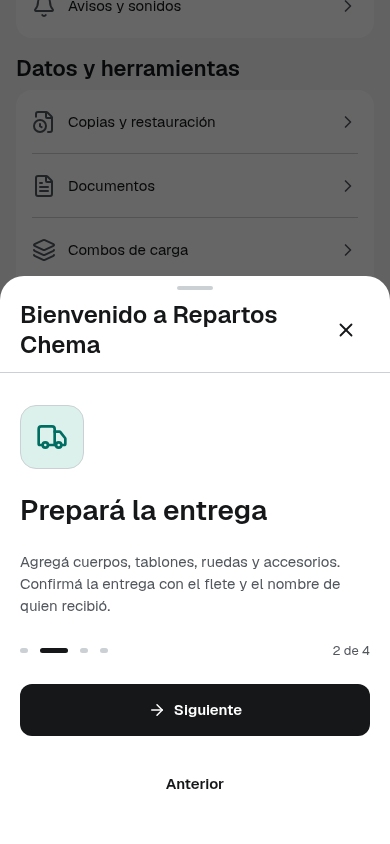 Avisos y sonidos
Datos y herramientas
Copias y restauración
Documentos
Combos de carga
Bienvenido a Repartos
Chema
Prepará la entrega
Agregá cuerpos, tablones, ruedas y accesorios.
Confirmá la entrega con el flete y el nombre de
quien recibió.
2 de 4
Siguiente
Anterior